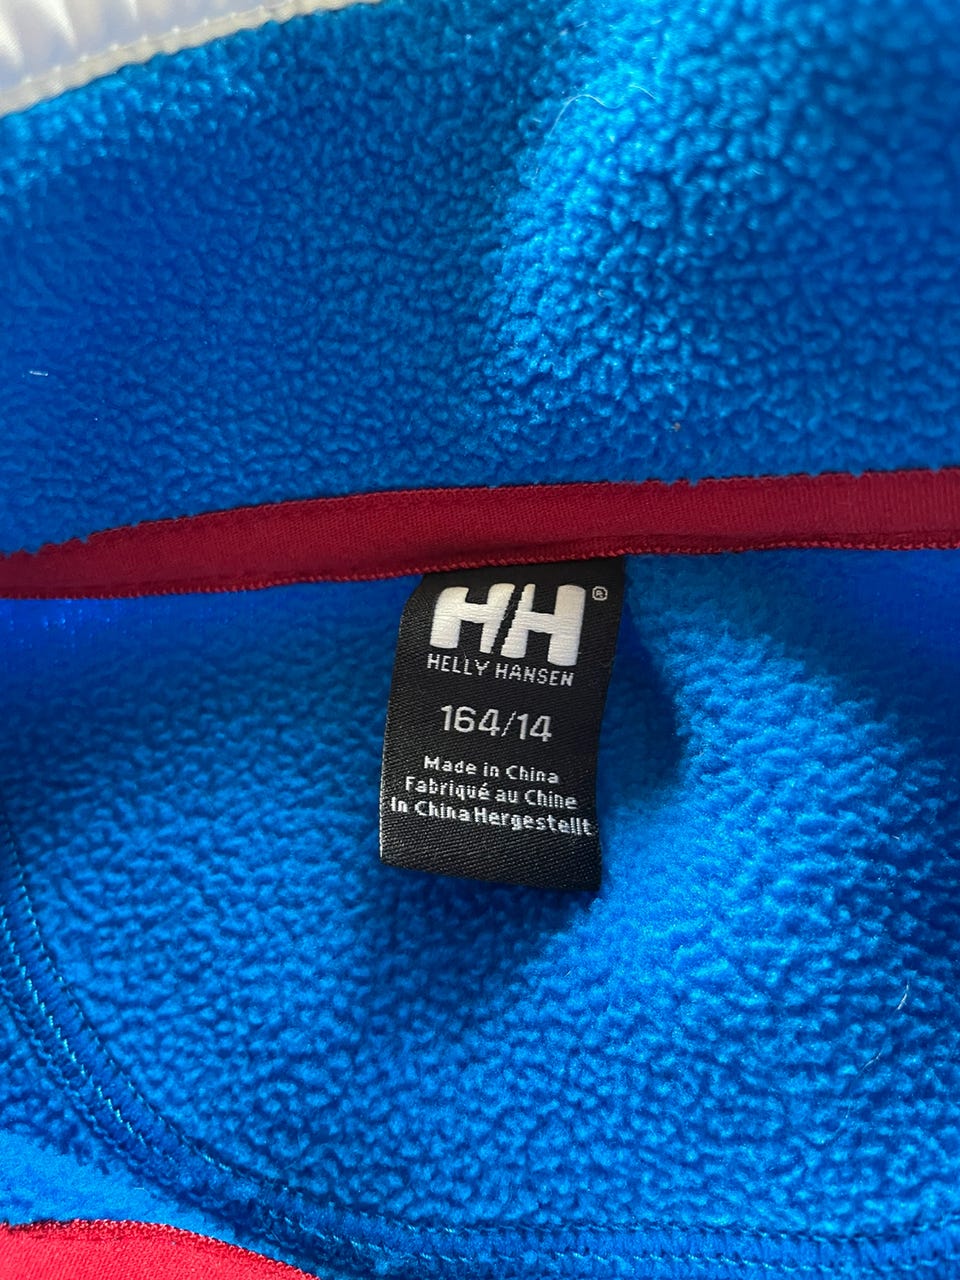 HH®
HELLY HANSEN
164/14
Made in China
Fabriqué au Chine
In China Hergestellt